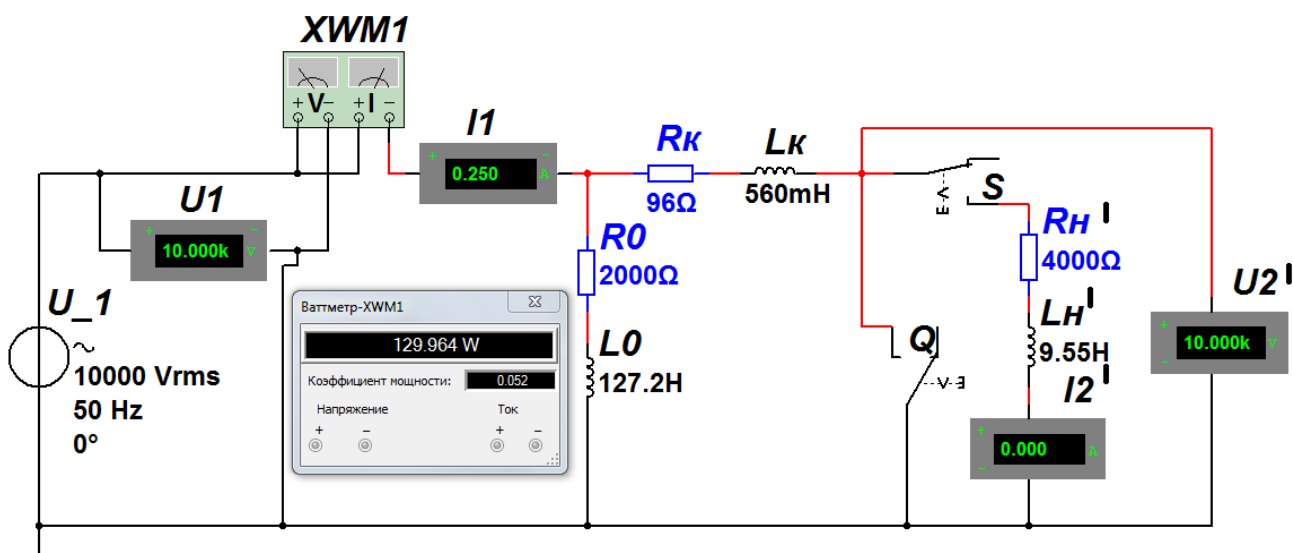 XWM1
+ V − + I −
I1
+ −
0.250 A
Rк
96Ω
Lк
560mH
U1
+ −
10.000k V
S
E-V-
R0
2000Ω
Rн '
4000Ω
U2 '
+
−
10.000k V
U_1
10000 Vrms
50 Hz
0°
Ваттметр-XWM1
129.964 W
Коэффициент мощности: 0.052
Напряжение Ток
+ − + −
L0
127.2H
Q
-V-E
Lн '
9.55H
I2 '
+
−
0.000 A